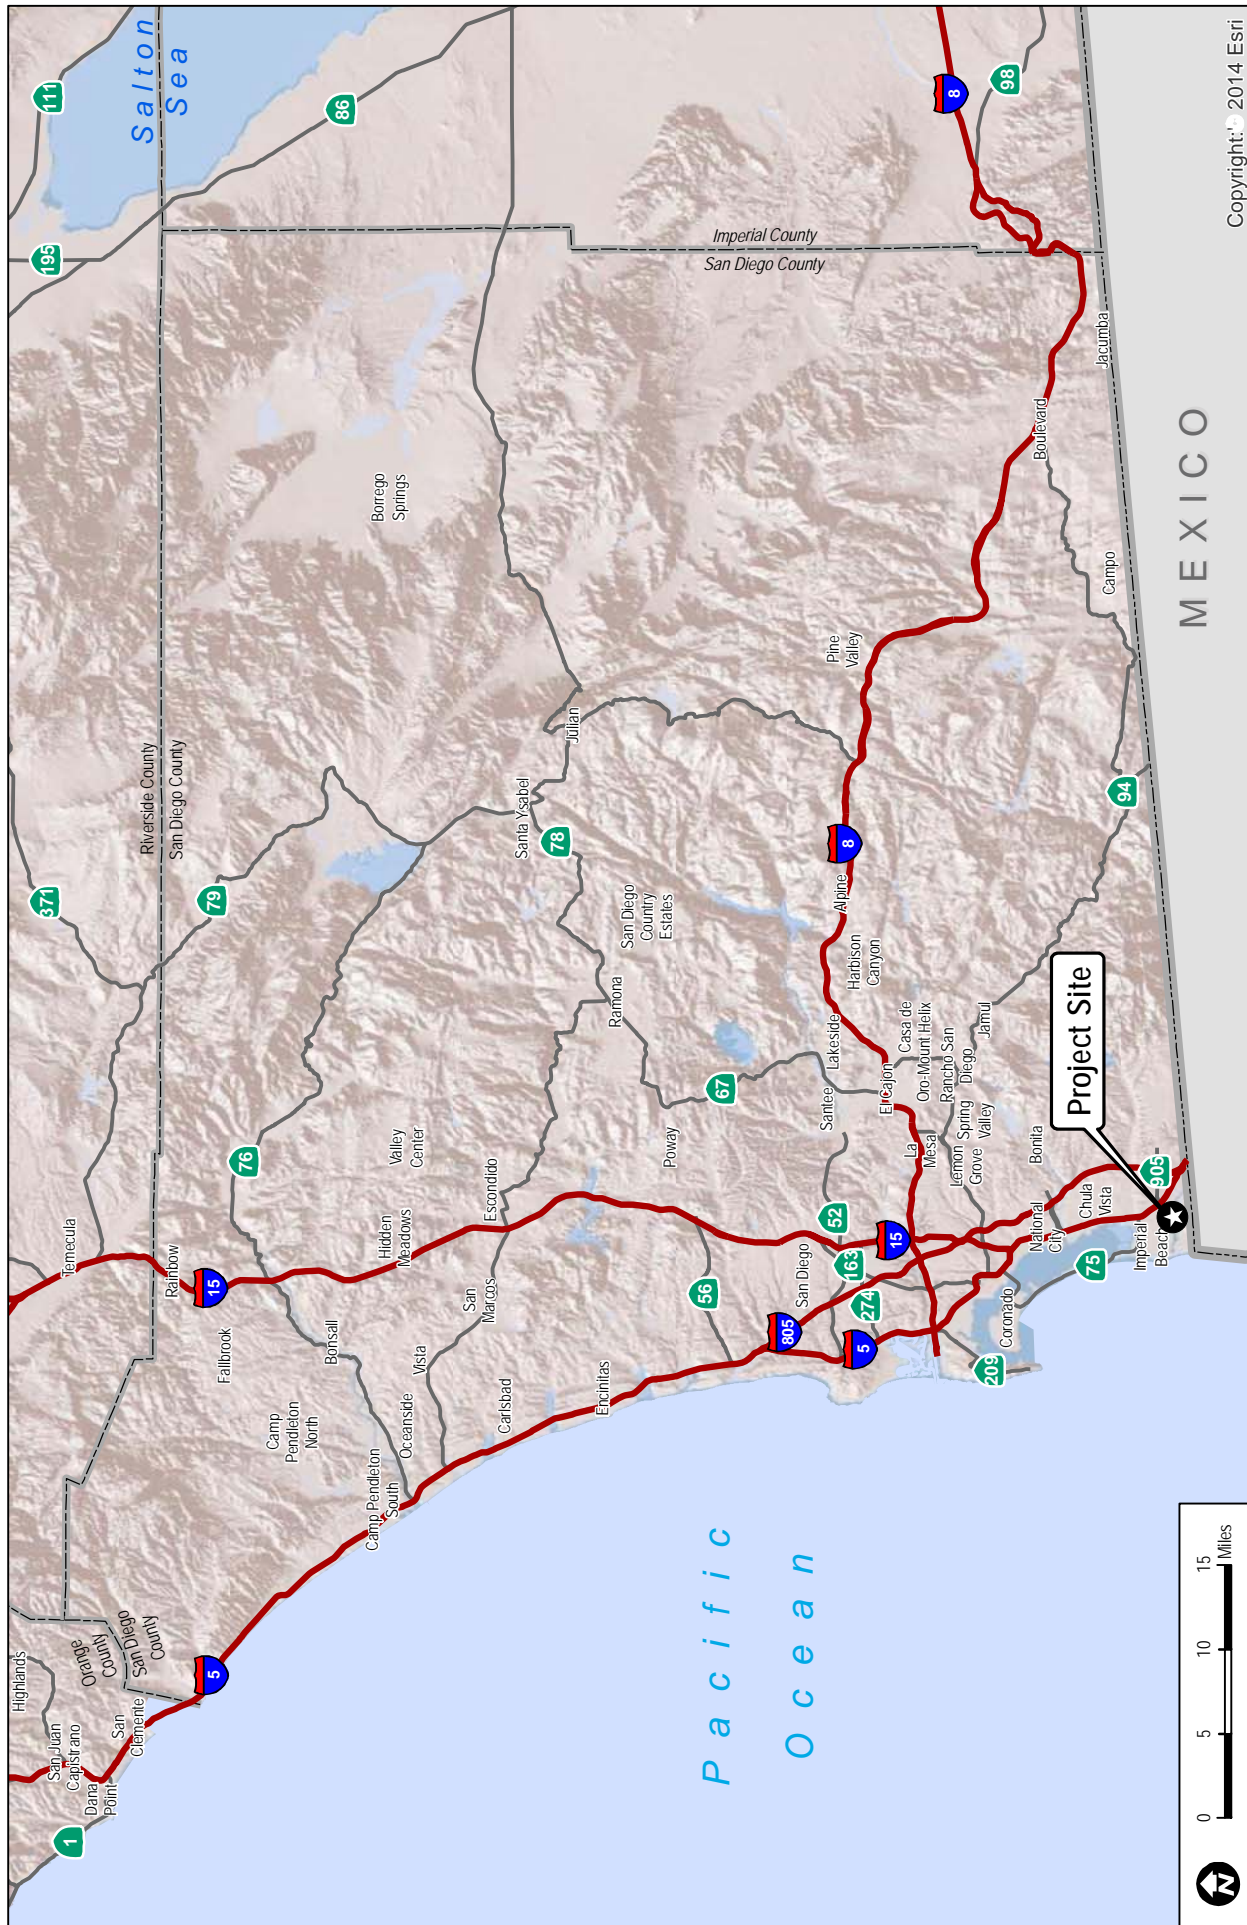 Highlands
San Juan
Capistrano
Dana
Point
1
San
Clemente
Orange
County
San Diego
County
5
Temecula
Rainbow
15
371
195
111
Salton
Sea
Riverside County
San Diego County
79
Fallbrook
76
Camp
Pendleton
North
Bonsall
86
Camp Pendleton
South
Oceanside
Vista
Hidden
Meadows
Valley
Center
Borrego
Springs
Carlsbad
San
Marcos
Escondido
Santa Ysabel
78
Julian
Encinitas
Ramona
San Diego
Country
Estates
Poway
56
67
Imperial County
San Diego County
Pacific
Ocean
805
San Diego
52
Santee
Lakeside
Pine
Valley
5
274
163
Harbison
Canyon
Alpine
8
15
El Cajon
La
Mesa
Casa de
Oro-Mount Helix
Rancho San
Diego
Lemon
Grove
Spring
Valley
Jamul
8
98
209
Coronado
National
City
Bonita
Boulevard
75
Chula
Vista
Project Site
94
Campo
Jacumba
Imperial
Beach
905
MEXICO
N
0
5
10
15
Miles
Copyright:© 2014 Esri